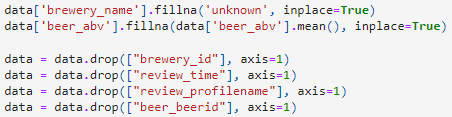 data['brewery_name'].fillna('unknown', inplace=True)
data['beer_abv'].fillna(data['beer_abv'].mean(), inplace=True)
data = data.drop(["brewery_id"], axis=1)
data = data.drop(["review_time"], axis=1)
data = data.drop(["review_profilename"], axis=1)
data = data.drop(["beer_beerid"], axis=1)